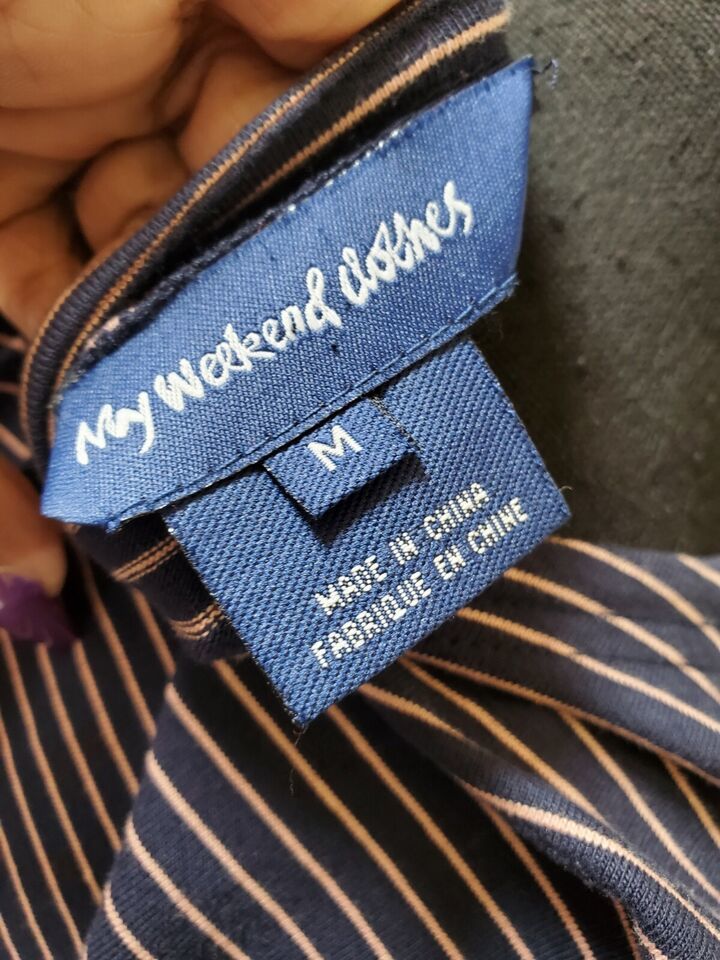 My Weekend Clothes
M
MADE IN CHINA
FABRIQUE EN CHINE